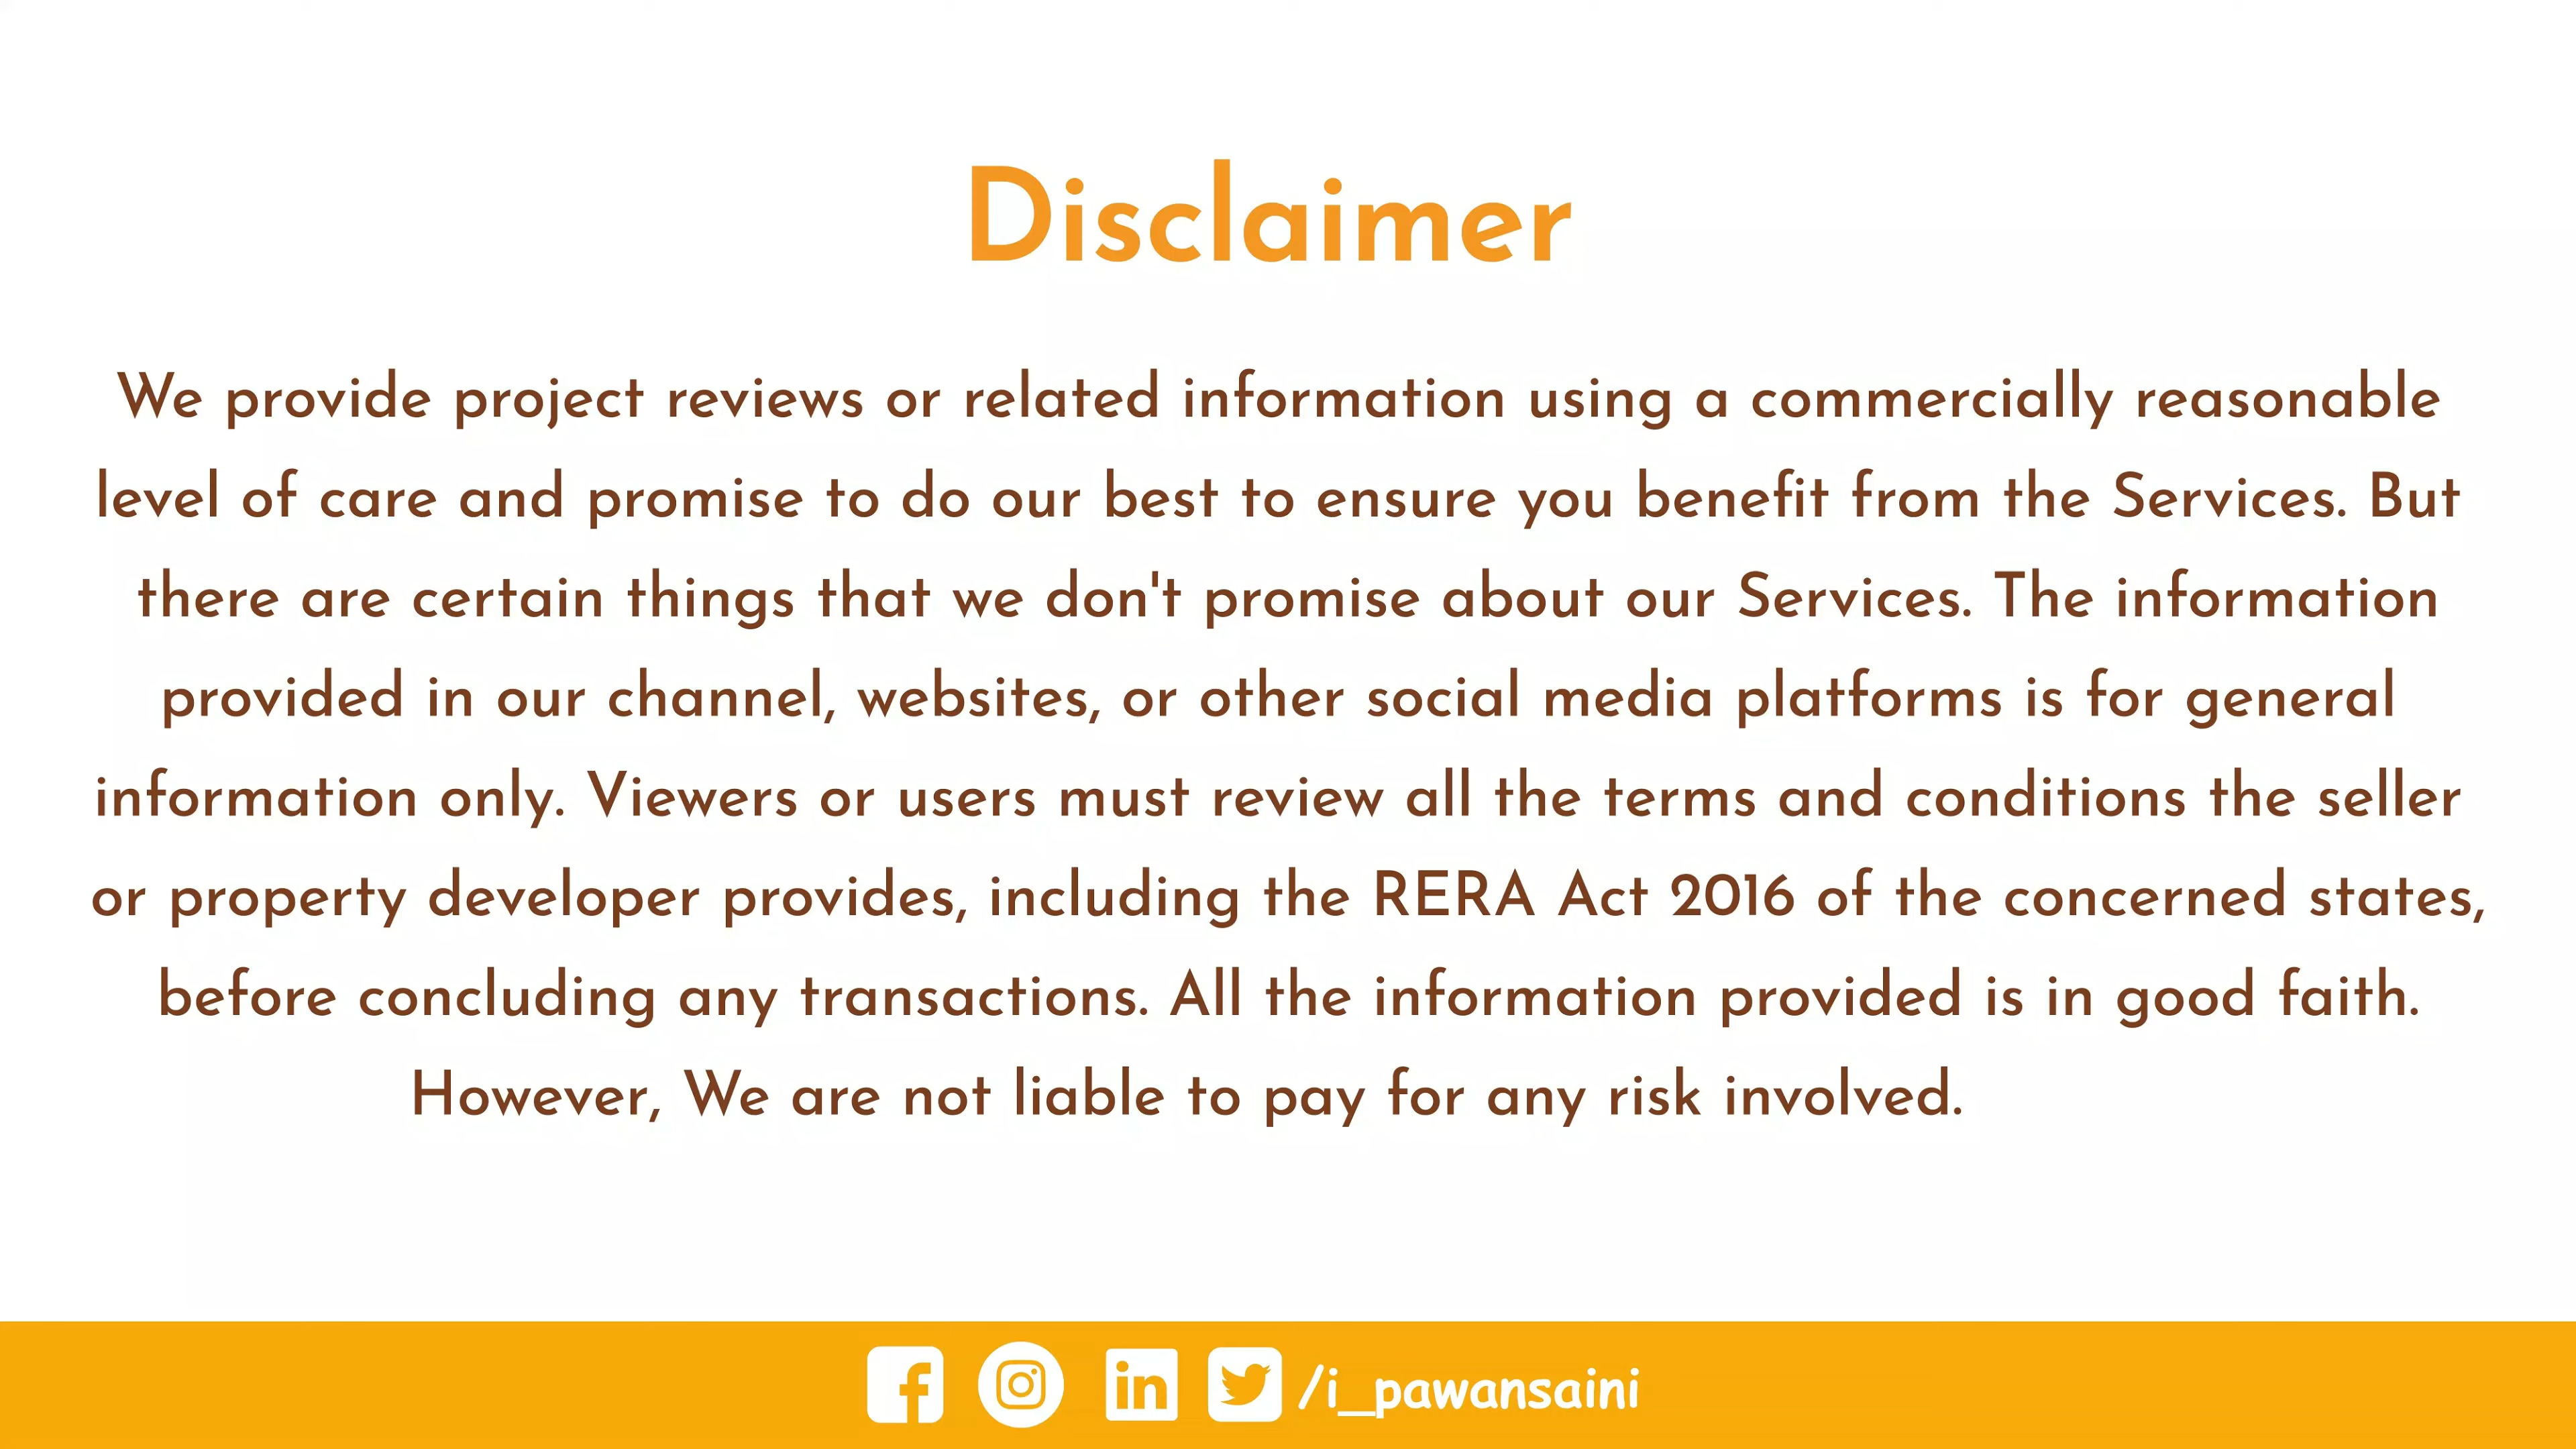 Disclaimer
We provide project reviews or related information using a commercially reasonable
level of care and promise to do our best to ensure you benefit from the Services. But
there are certain things that we don't promise about our Services. The information
provided in our channel, websites, or other social media platforms is for general
information only. Viewers or users must review all the terms and conditions the seller
or property developer provides, including the RERA Act 2016 of the concerned states,
before concluding any transactions. All the information provided is in good faith.
However, We are not liable to pay for any risk involved.
/i_pawansaini